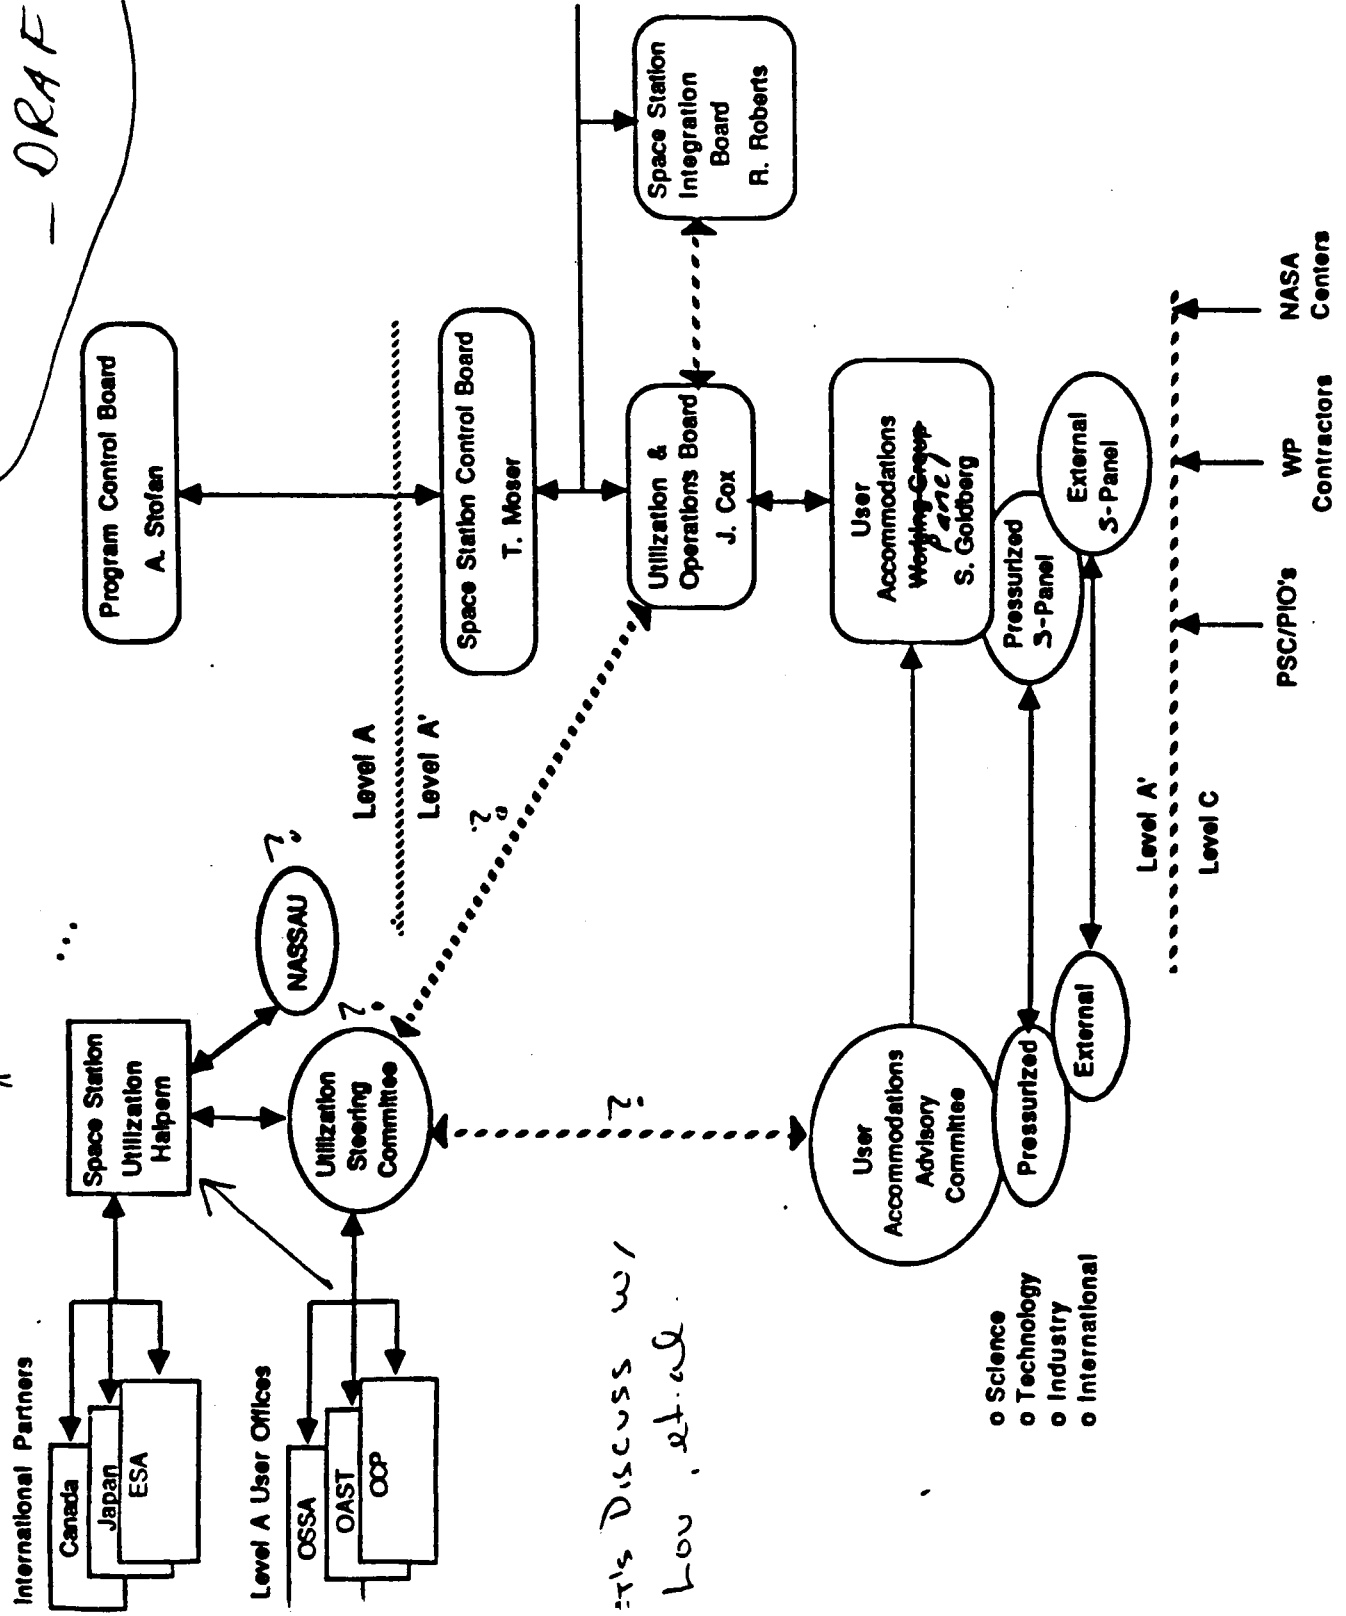 — DRAF
International Partners
Canada
Japan
ESA
Space Station
Utilization
Halpern
NASSAU
?
Level A User Offices
OSSA
OAST
OCP
Utilization
Steering
Committee
?
Program Control Board
A. Stofan
Level A
Level A'
Space Station Control Board
T. Moser
?
Utilization &
Operations Board
J. Cox
Space Station
Integration
Board
R. Roberts
?
Discuss w/
Lou, et.al.
User
Accommodations
Advisory
Committee
Pressurized
External
o Science
o Technology
o Industry
o International
User
Accommodations
Working Group
Panel
S. Goldberg
Pressurized
S-Panel
External
S-Panel
Level A'
Level C
PSC/PIO's
WP
Contractors
NASA
Centers